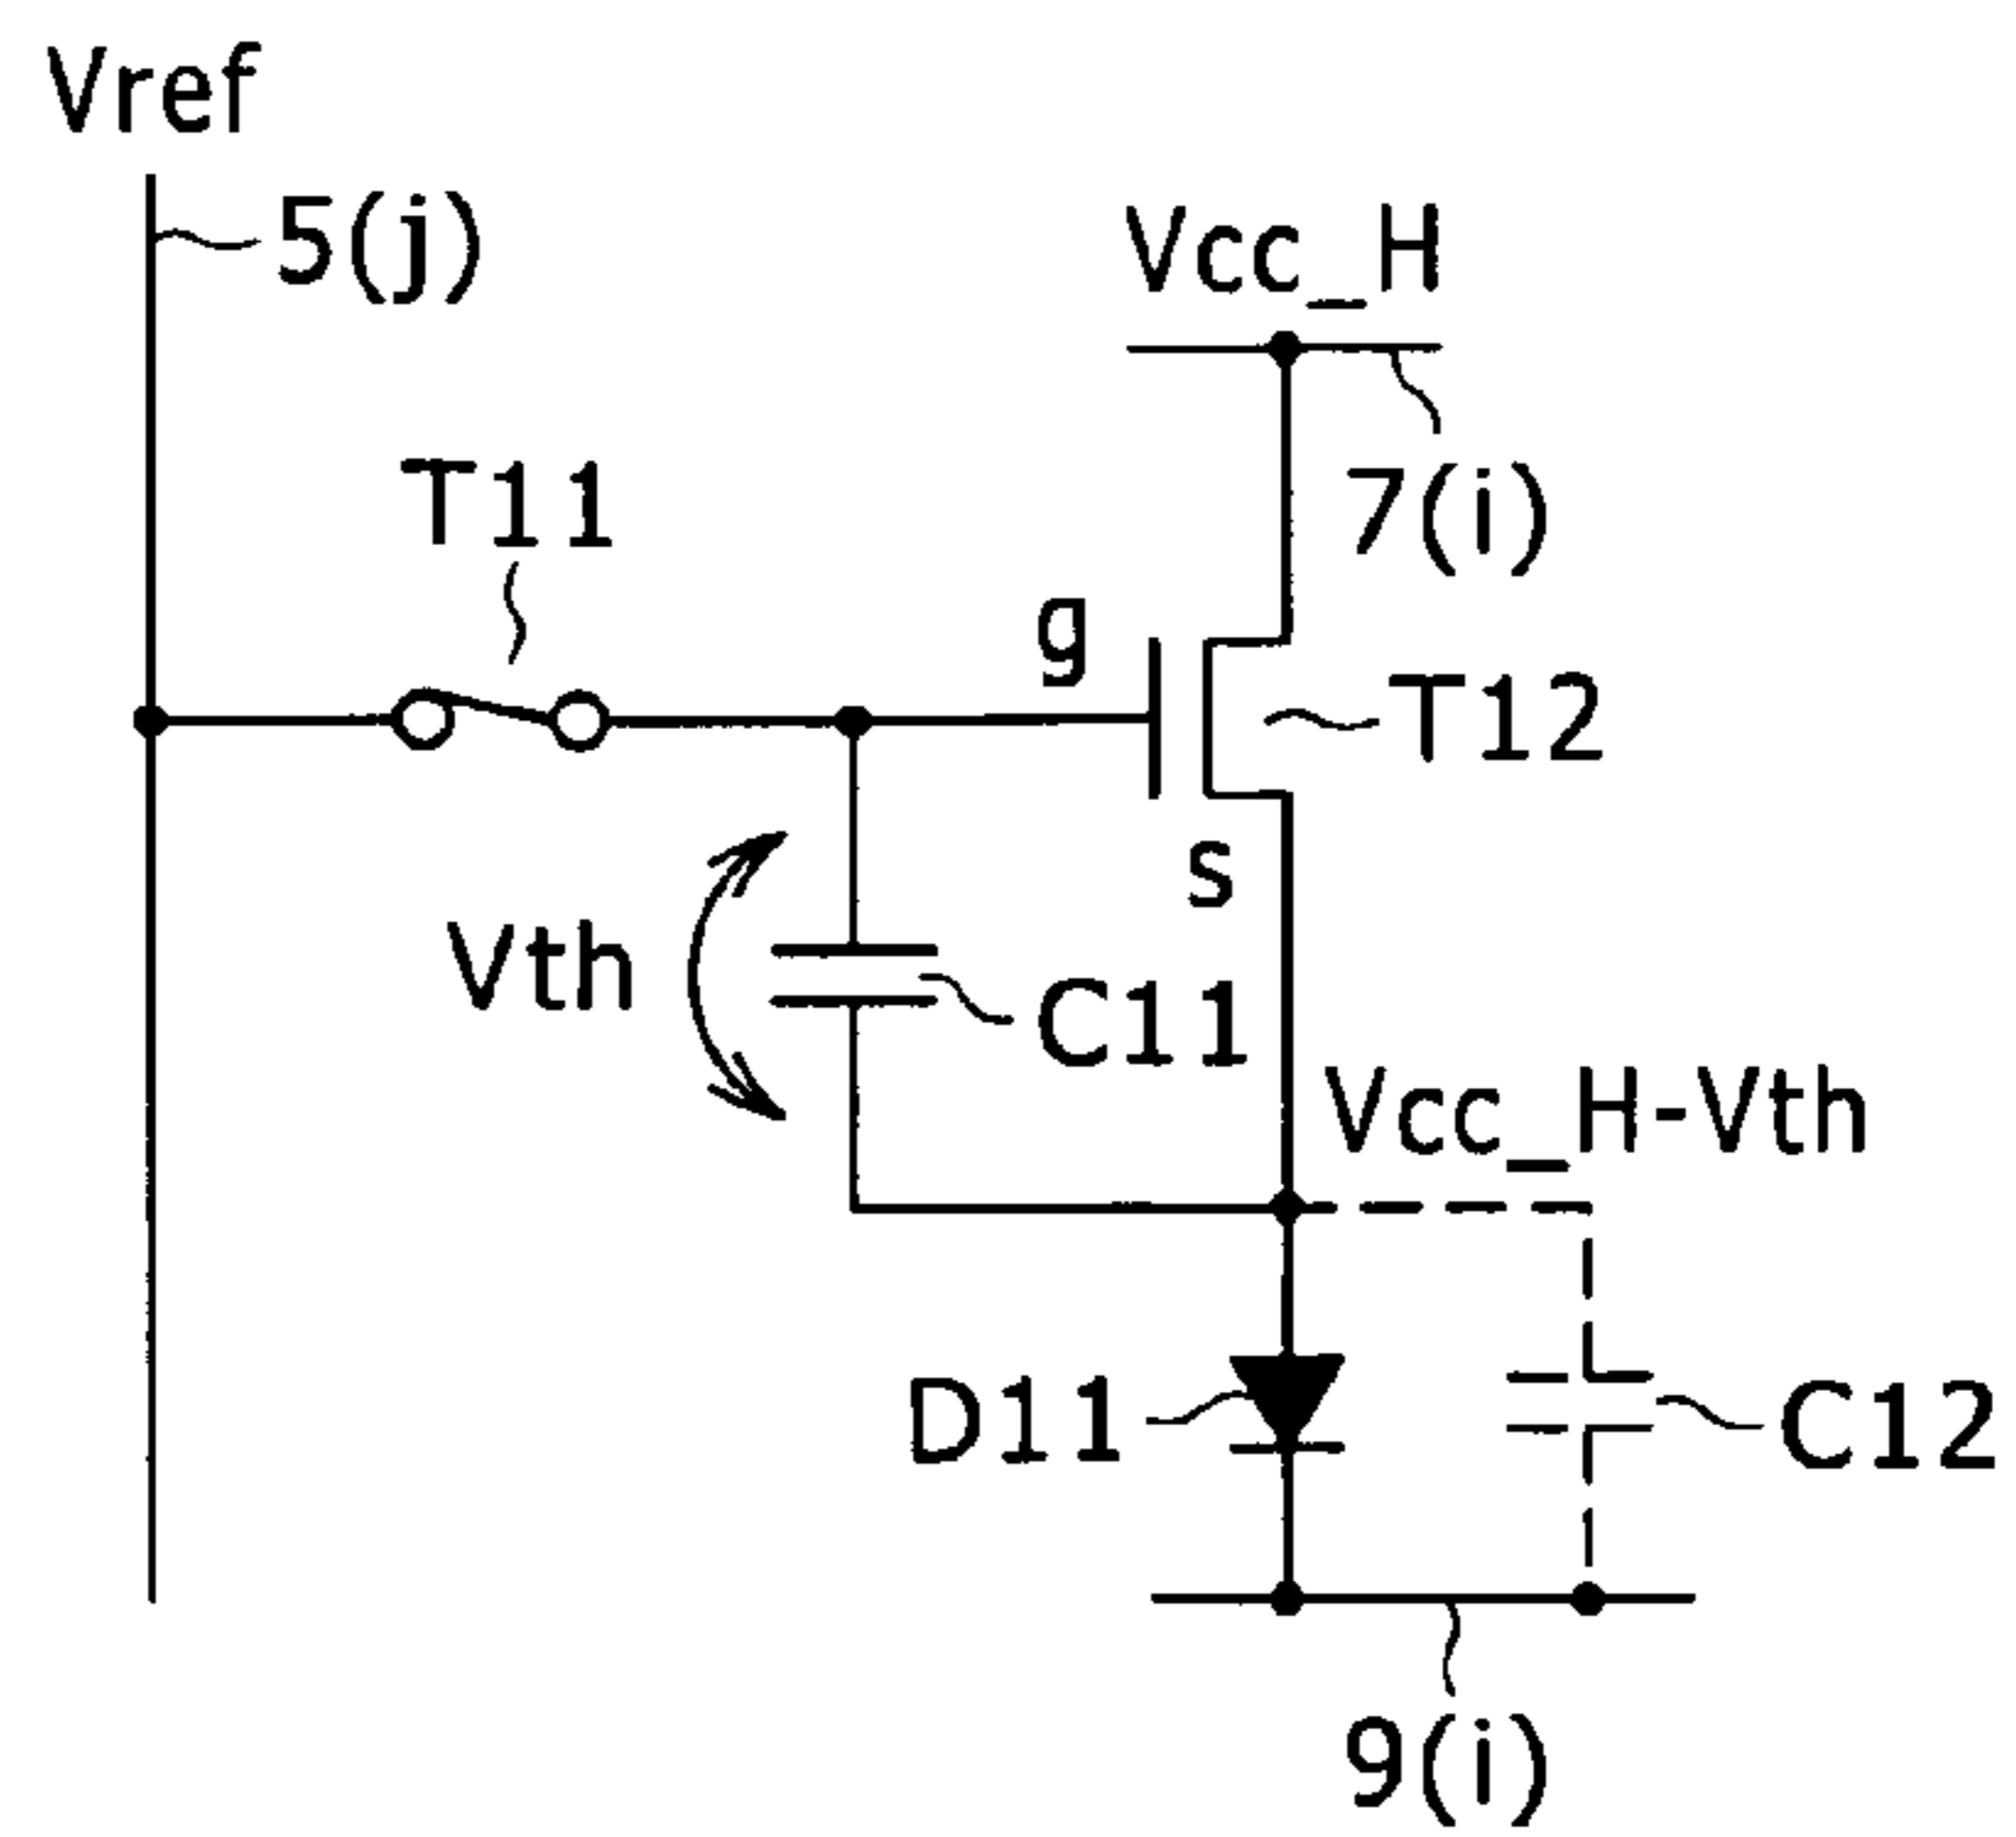 Vref
5(j)
Vcc_H
T11
7(i)
g
T12
s
Vth
C11
Vcc_H-Vth
D11
C12
9(i)